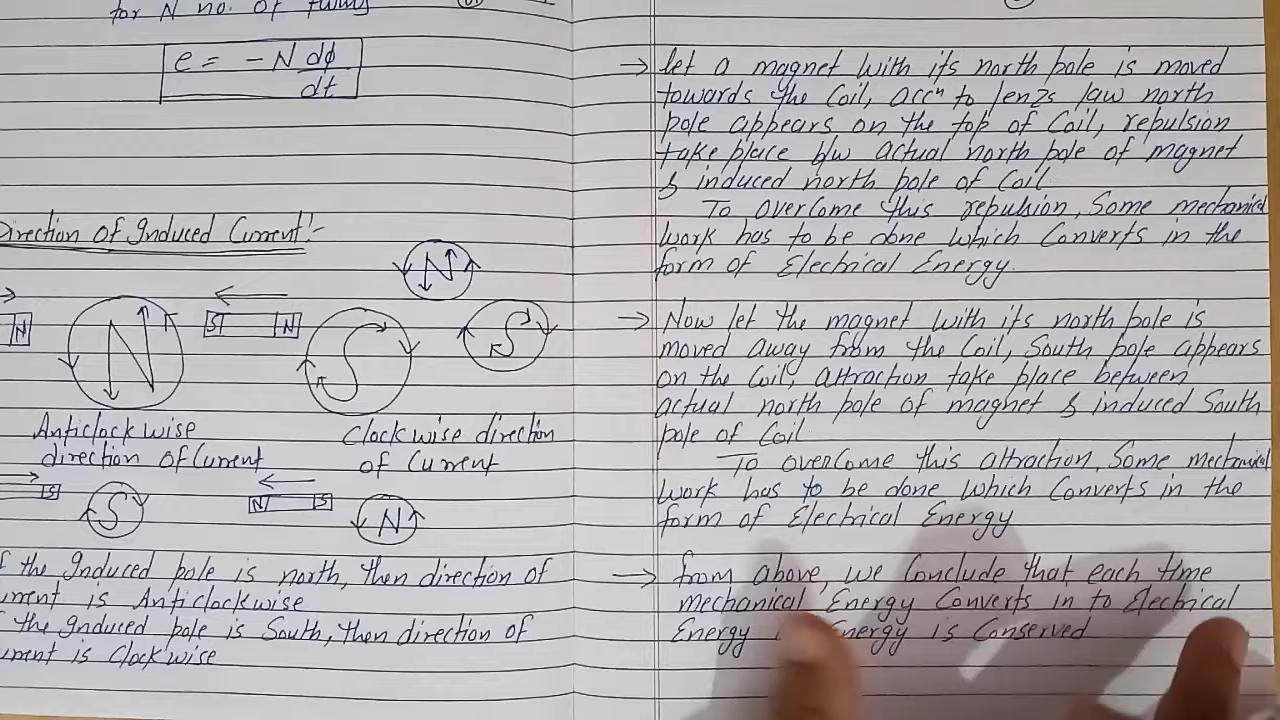 for N no. of turns
e = - N dφ
dt
Direction of Induced Current:-
N
N
N
S
N
S
S
Anticlockwise
direction of Current
Clockwise direction
of Current
S
S
N
S
N
the Induced pole is north, then direction of
is Anticlockwise
the Induced pole is South, then direction of
is Clockwise
→ let a magnet with its north pole is moved
towards the Coil, accⁿ to lenzs law north
pole appears on the top of Coil, repulsion
take place b/w actual north pole of magnet
& induced north pole of Coil
To overcome this repulsion, Some mechanical
work has to be done which Converts in the
form of Electrical Energy.
→ Now let the magnet with its north pole is
moved away from the Coil, South pole appears
on the Coil, attraction take place between
actual north pole of magnet & induced South
pole of Coil
To overcome this attraction, Some mechanical
work has to be done which Converts in the
form of Electrical Energy
→ from above, we Conclude that each time
mechanical Energy Converts in to Electrical
Energy Energy is Conserved